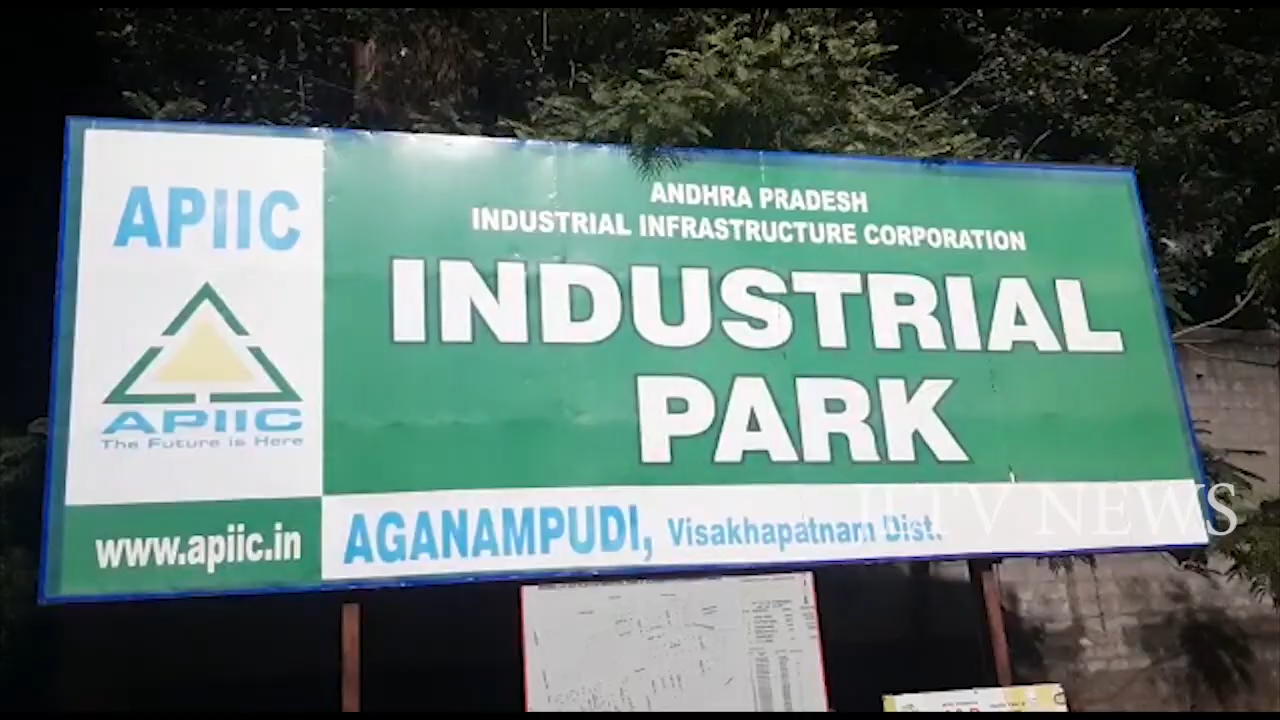 APIIC
APIIC
The Future is Here
www.apiic.in
ANDHRA PRADESH
INDUSTRIAL INFRASTRUCTURE CORPORATION
INDUSTRIAL
PARK
AGANAMPUDI, Visakhapatnam Dist.
NEWS